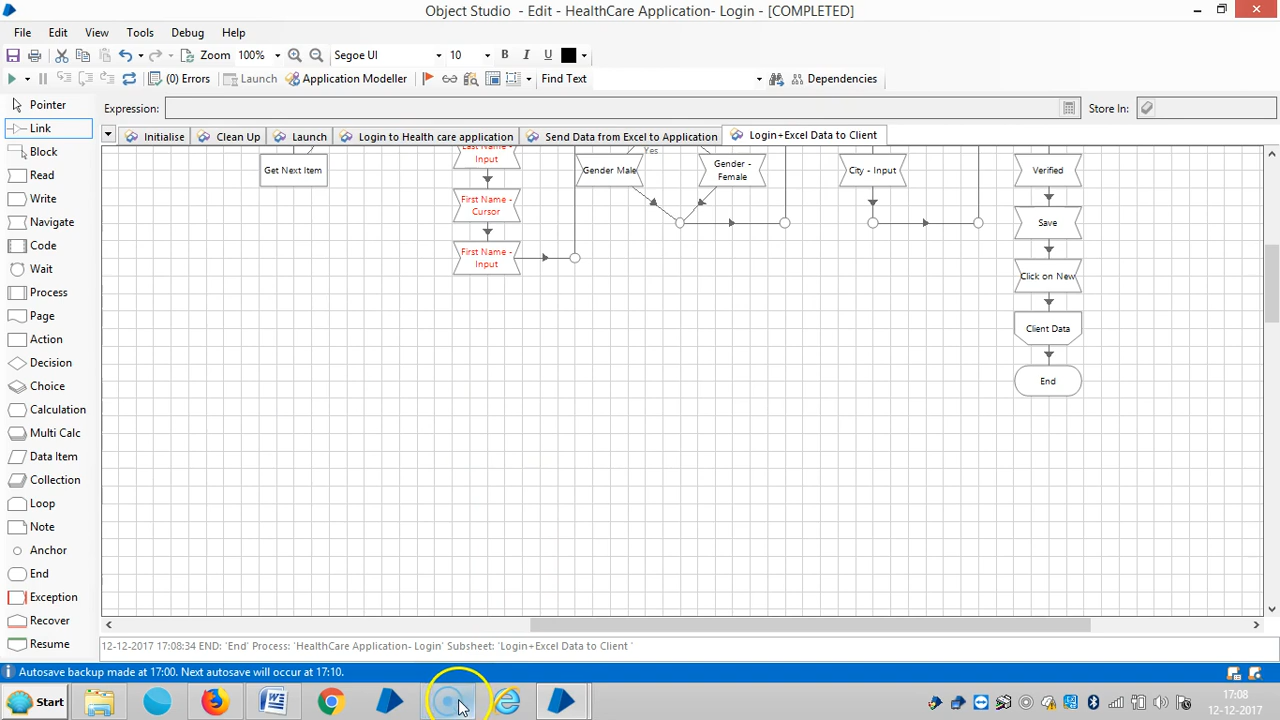 Object Studio - Edit - HealthCare Application- Login - [COMPLETED]
File Edit View Tools Debug Help
Zoom 100% Segoe UI 10 B I U
(0) Errors Launch Application Modeller Find Text Dependencies
Pointer
Link
Block
Read
Write
Navigate
Code
Wait
Process
Page
Action
Decision
Choice
Calculation
Multi Calc
Data Item
Collection
Loop
Note
Anchor
End
Exception
Recover
Resume
Expression: Store In:
Initialise Clean Up Launch Login to Health care application Send Data from Excel to Application Login+Excel Data to Client
Get Next Item
Last Name -
Input
First Name -
Cursor
First Name -
Input
Yes
Gender Male
Gender -
Female
City - Input
Verified
Save
Click on New
Client Data
End
12-12-2017 17:08:34 END: 'End' Process: 'HealthCare Application- Login' Subsheet: 'Login+Excel Data to Client '
Autosave backup made at 17:00. Next autosave will occur at 17:10.
Start
17:08
12-12-2017